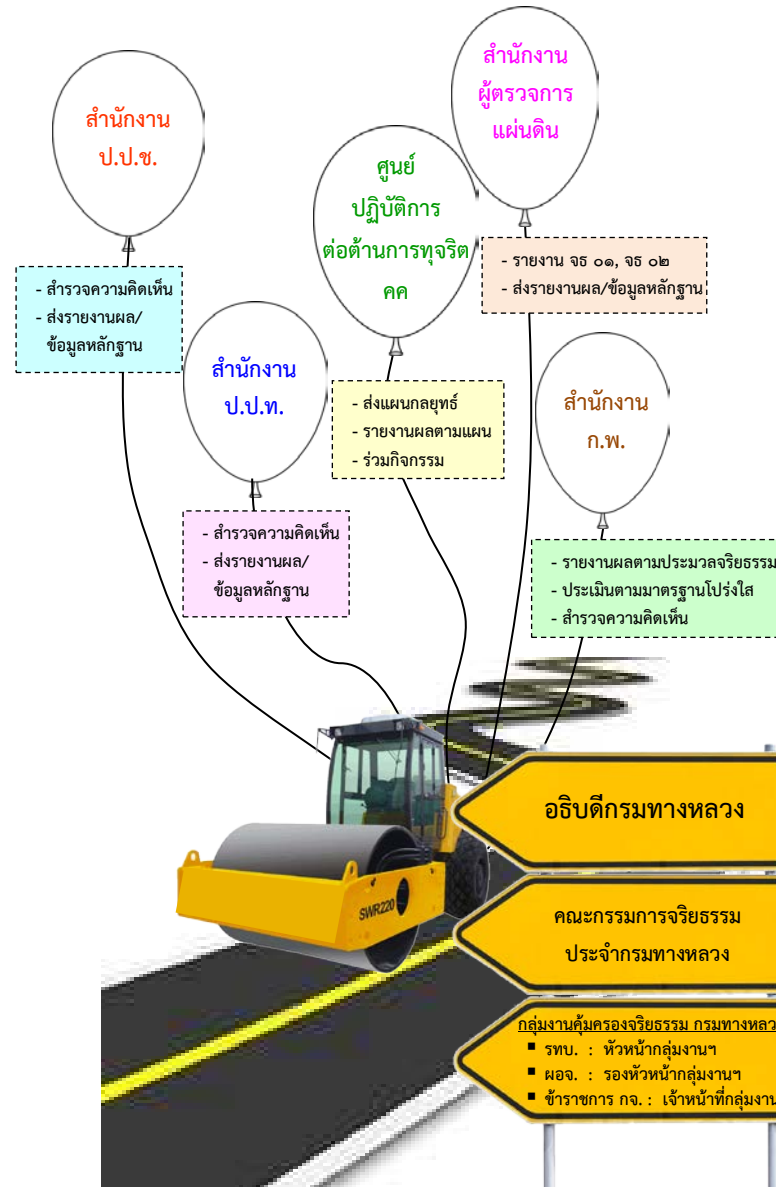 สำนักงาน
ป.ป.ช.
- สำรวจความคิดเห็น
- ส่งรายงานผล/
ข้อมูลหลักฐาน
สำนักงาน
ป.ป.ท.
- สำรวจความคิดเห็น
- ส่งรายงานผล/
ข้อมูลหลักฐาน
ศูนย์
ปฏิบัติการ
ต่อต้านการทุจริต
คค
- ส่งแผนกลยุทธ์
- รายงานผลตามแผน
- ร่วมกิจกรรม
สำนักงาน
ผู้ตรวจการ
แผ่นดิน
- รายงาน จธ ๐๑, จธ ๐๒
- ส่งรายงานผล/ข้อมูลหลักฐาน
สำนักงาน
ก.พ.
- รายงานผลตามประมวลจริยธรรม
- ประเมินตามมาตรฐานโปร่งใส
- สำรวจความคิดเห็น
SWR220
อธิบดีกรมทางหลวง
คณะกรรมการจริยธรรม
ประจำกรมทางหลวง
กลุ่มงานคุ้มครองจริยธรรม กรมทางหลว
▪ รทบ. : หัวหน้ากลุ่มงานฯ
▪ ผอจ. : รองหัวหน้ากลุ่มงานฯ
▪ ข้าราชการ กจ. : เจ้าหน้าที่กลุ่มงาน